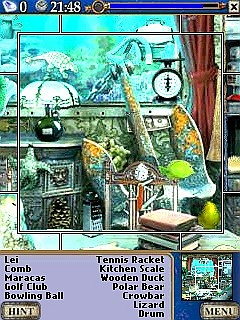 0 21:48
Lei Tennis Racket
Comb Kitchen Scale
Maracas Wooden Duck
Golf Club Polar Bear
Bowling Ball Crowbar
Lizard
Drum
HINT MENU